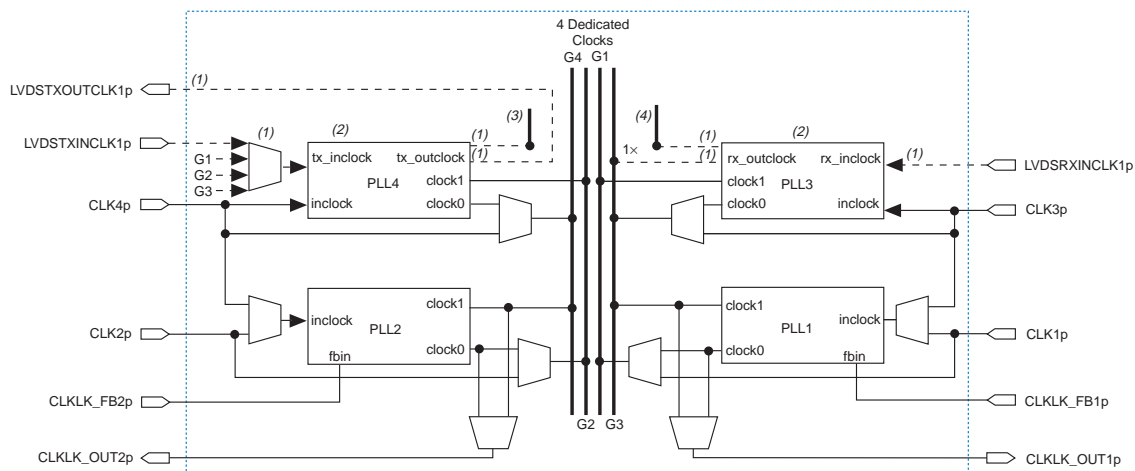 4 Dedicated
Clocks
G4 G1
LVDSTXOUTCLK1p
(1)
(3)
(4)
LVDSTXINCLK1p
(1)
(2)
(1)
(1)
1×
(1)
(1)
(2)
G1
G2
G3
tx_inclock tx_outclock
PLL4
clock1
inclock clock0
rx_outclock rx_inclock
PLL3
clock1
clock0 inclock
(1)
LVDSRXINCLK1p
CLK4p
CLK3p
clock1
inclock PLL2
clock0
fbin
clock1
PLL1 inclock
clock0
fbin
CLK2p
CLK1p
CLKLK_FB2p
CLKLK_FB1p
G2 G3
CLKLK_OUT2p
CLKLK_OUT1p